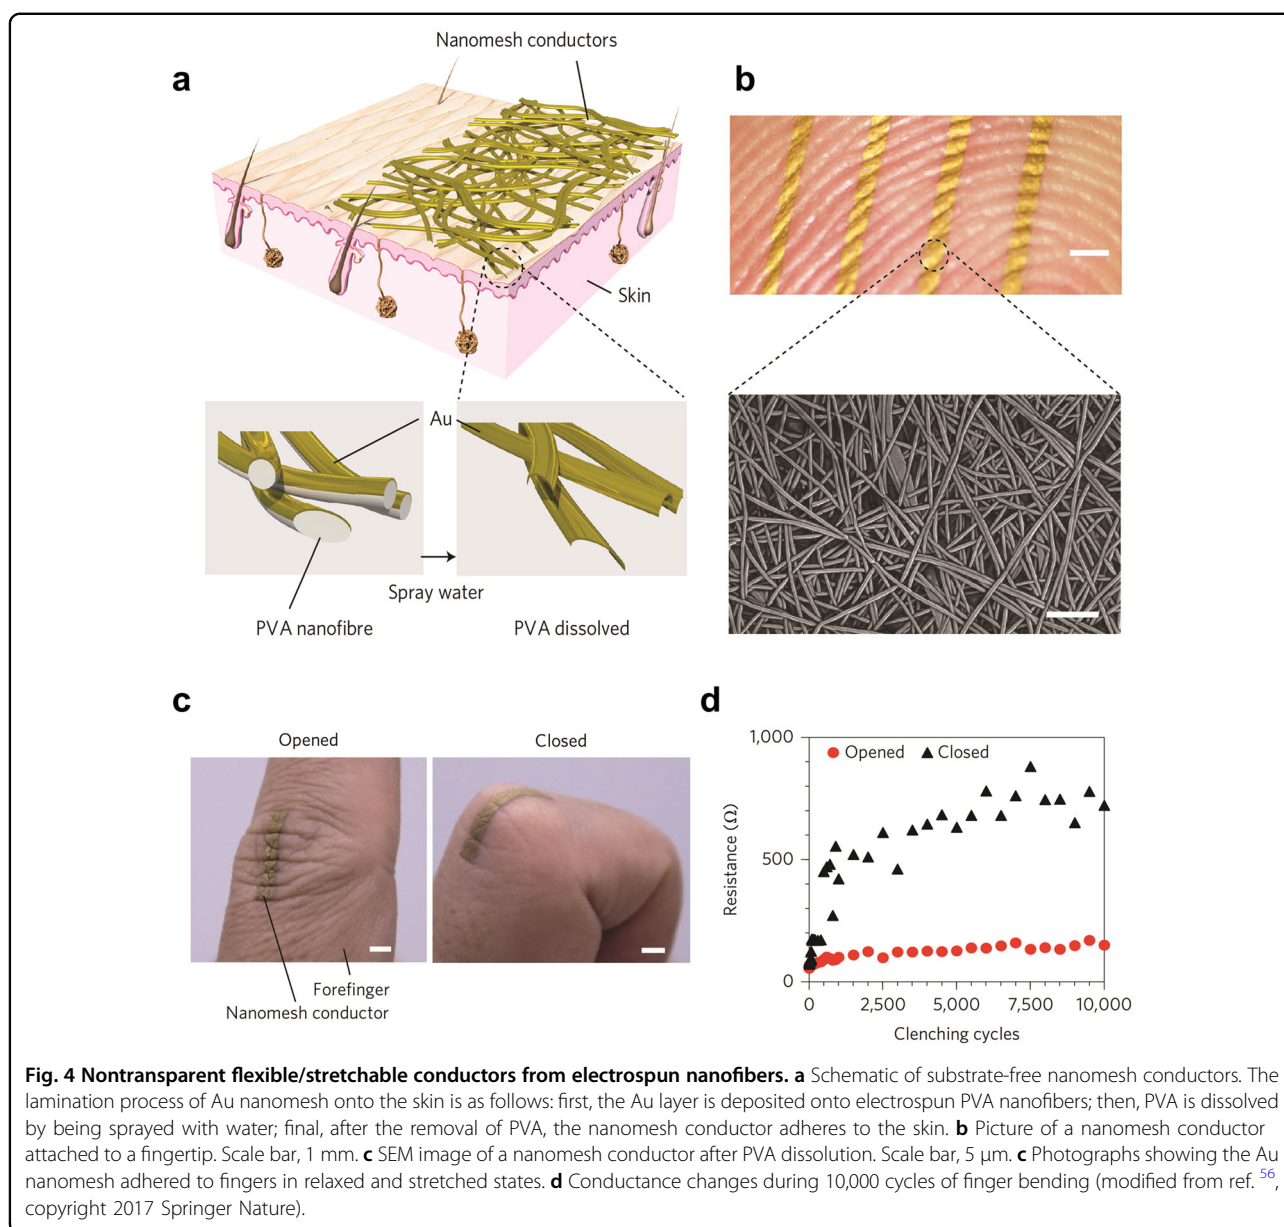 Nanomesh conductors
a
Skin
Au
Spray water
PVA nanofibre
PVA dissolved
b
c
Opened
Closed
Forefinger
Nanomesh conductor
d
1,000
Opened
Closed
Resistance (Ω)
500
0
0
2,500
5,000
7,500
10,000
Clenching cycles
Fig. 4 Nontransparent flexible/stretchable conductors from electrospun nanofibers. a Schematic of substrate-free nanomesh conductors. The
lamination process of Au nanomesh onto the skin is as follows: first, the Au layer is deposited onto electrospun PVA nanofibers; then, PVA is dissolved
by being sprayed with water; final, after the removal of PVA, the nanomesh conductor adheres to the skin. b Picture of a nanomesh conductor
attached to a fingertip. Scale bar, 1 mm. c SEM image of a nanomesh conductor after PVA dissolution. Scale bar, 5 μm. c Photographs showing the Au
nanomesh adhered to fingers in relaxed and stretched states. d Conductance changes during 10,000 cycles of finger bending (modified from ref. 56,
copyright 2017 Springer Nature).